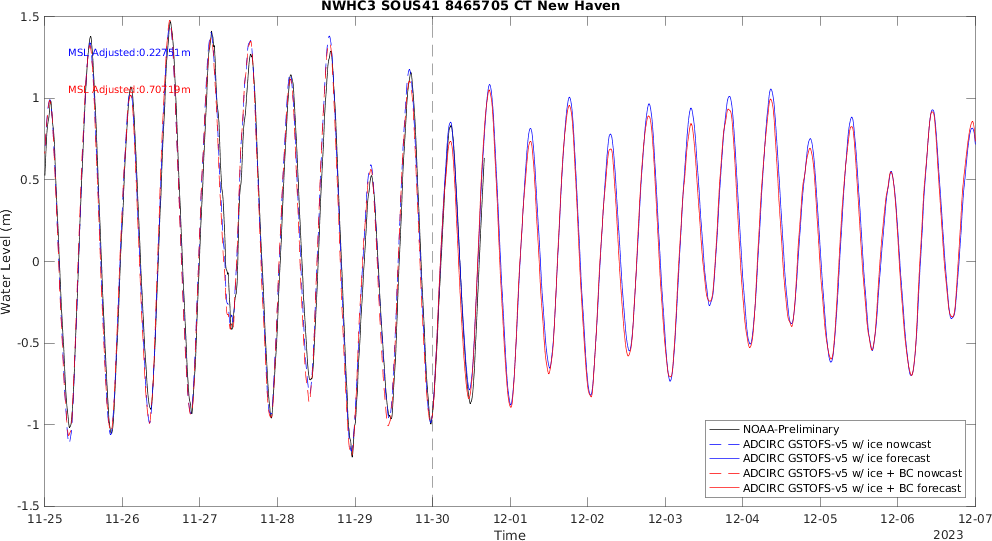 NWHC3 SOUS41 8465705 CT New Haven
MSL Adjusted:0.22751m
MSL Adjusted:0.70719m
Water Level (m)
1.5
1
0.5
0
-0.5
-1
-1.5
NOAA-Preliminary
ADCIRC GSTOFS-v5 w/ ice nowcast
ADCIRC GSTOFS-v5 w/ ice forecast
ADCIRC GSTOFS-v5 w/ ice + BC nowcast
ADCIRC GSTOFS-v5 w/ ice + BC forecast
11-25 11-26 11-27 11-28 11-29 11-30 12-01 12-02 12-03 12-04 12-05 12-06 12-07
Time
2023